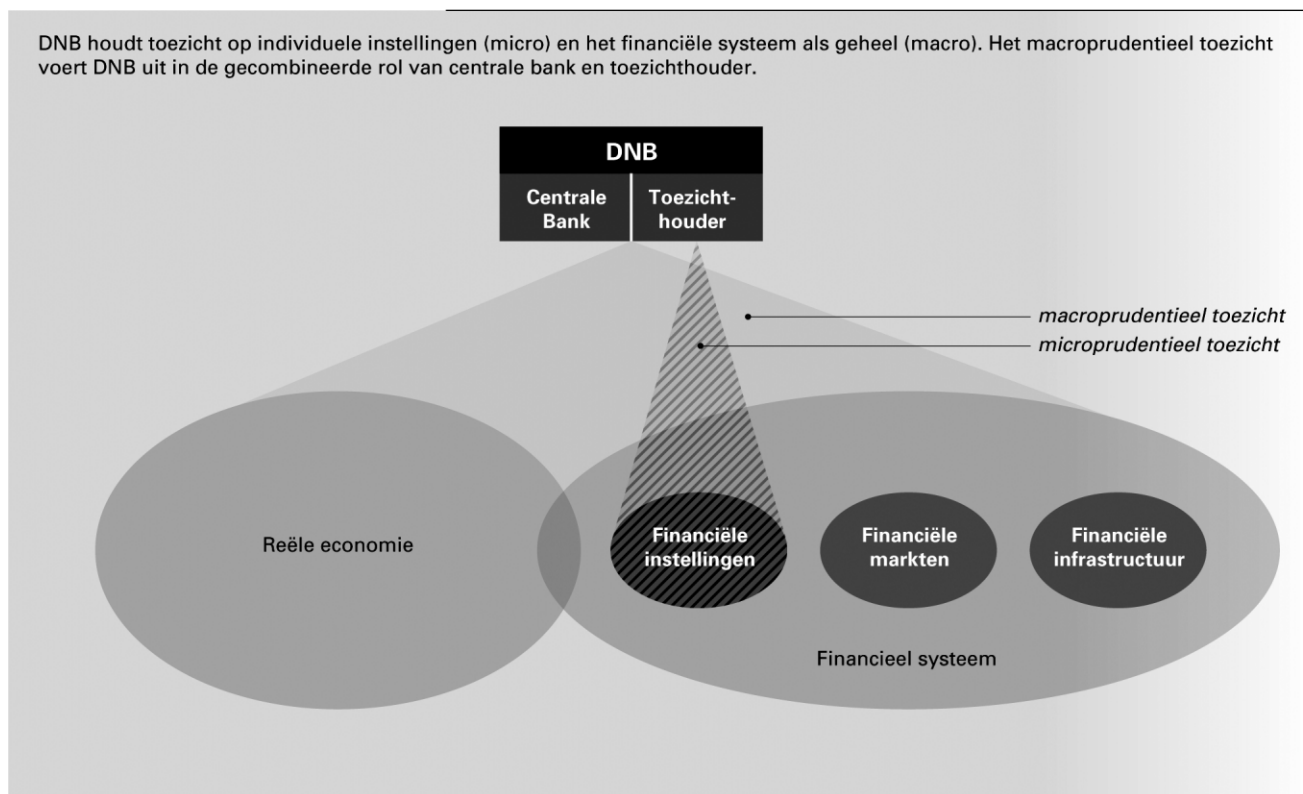 DNB houdt toezicht op individuele instellingen (micro) en het financiële systeem als geheel (macro). Het macroprudentieel toezicht
voert DNB uit in de gecombineerde rol van centrale bank en toezichthouder.
DNB
Centrale
Bank
Toezicht-
houder
macroprudentieel toezicht
microprudentieel toezicht
Reële economie
Financiële
instellingen
Financiële
markten
Financiële
infrastructuur
Financieel systeem